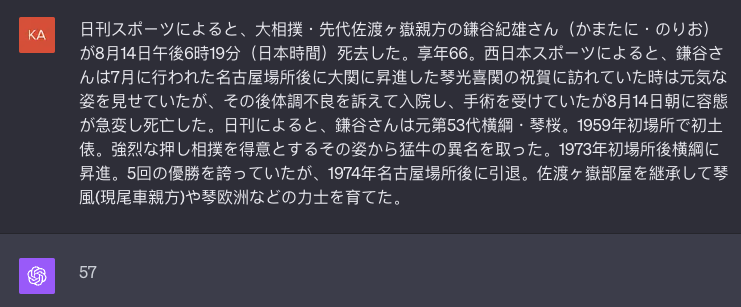 KA
日刊スポーツによると、大相撲・先代佐渡ヶ嶽親方の鎌谷紀雄さん（かまたに・のりお）
が8月14日午後6時19分（日本時間）死去した。享年66。西日本スポーツによると、鎌谷さ
んは7月に行われた名古屋場所後に大関に昇進した琴光喜関の祝賀に訪れていた時は元気な
姿を見せていたが、その後体調不良を訴えて入院し、手術を受けていたが8月14日朝に容態
が急変し死亡した。日刊によると、鎌谷さんは元第53代横綱・琴桜。1959年初場所で初土
俵。強烈な押し相撲を得意とするその姿から猛牛の異名を取った。1973年初場所後横綱に
昇進。5回の優勝を誇っていたが、1974年名古屋場所後に引退。佐渡ヶ嶽部屋を継承して琴
風(現尾車親方)や琴欧洲などの力士を育てた。
57